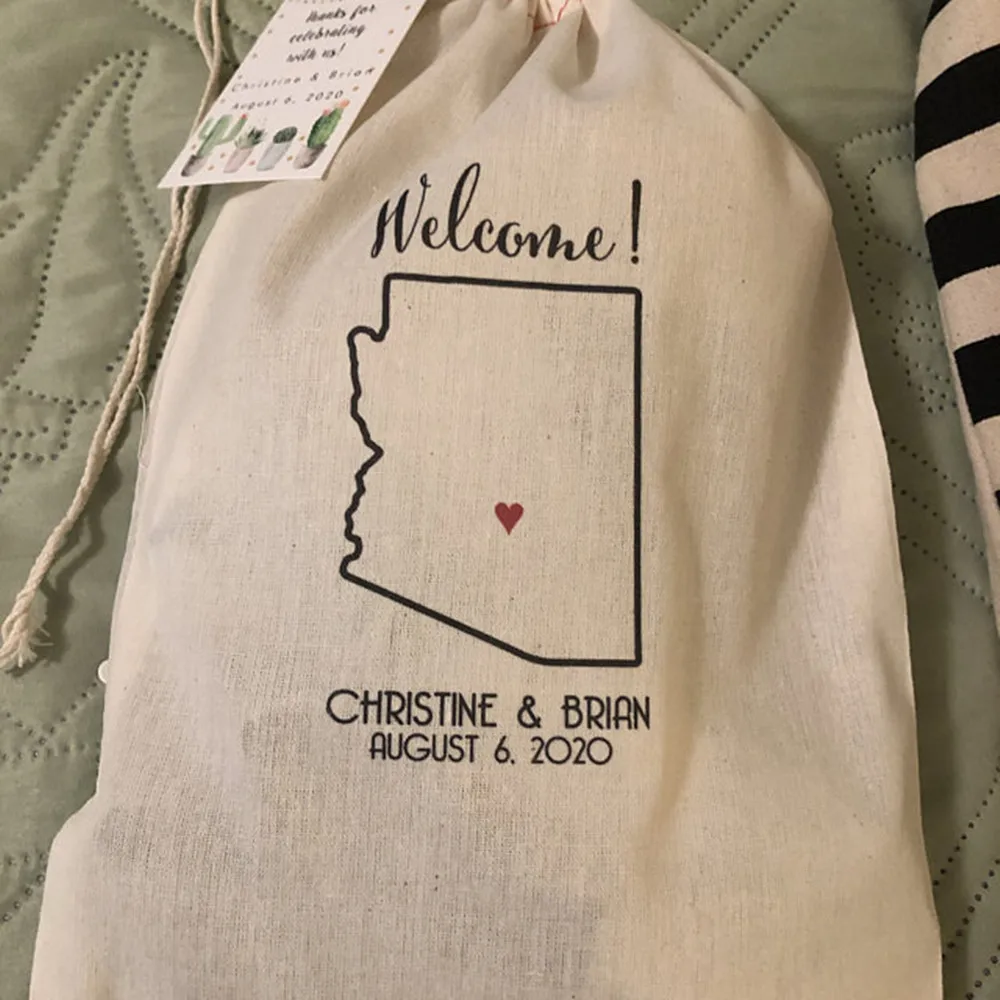 thanks for
celebrating
with us!
Christine & Brian
August 6, 2020
Welcome!
CHRISTINE & BRIAN
AUGUST 6, 2020